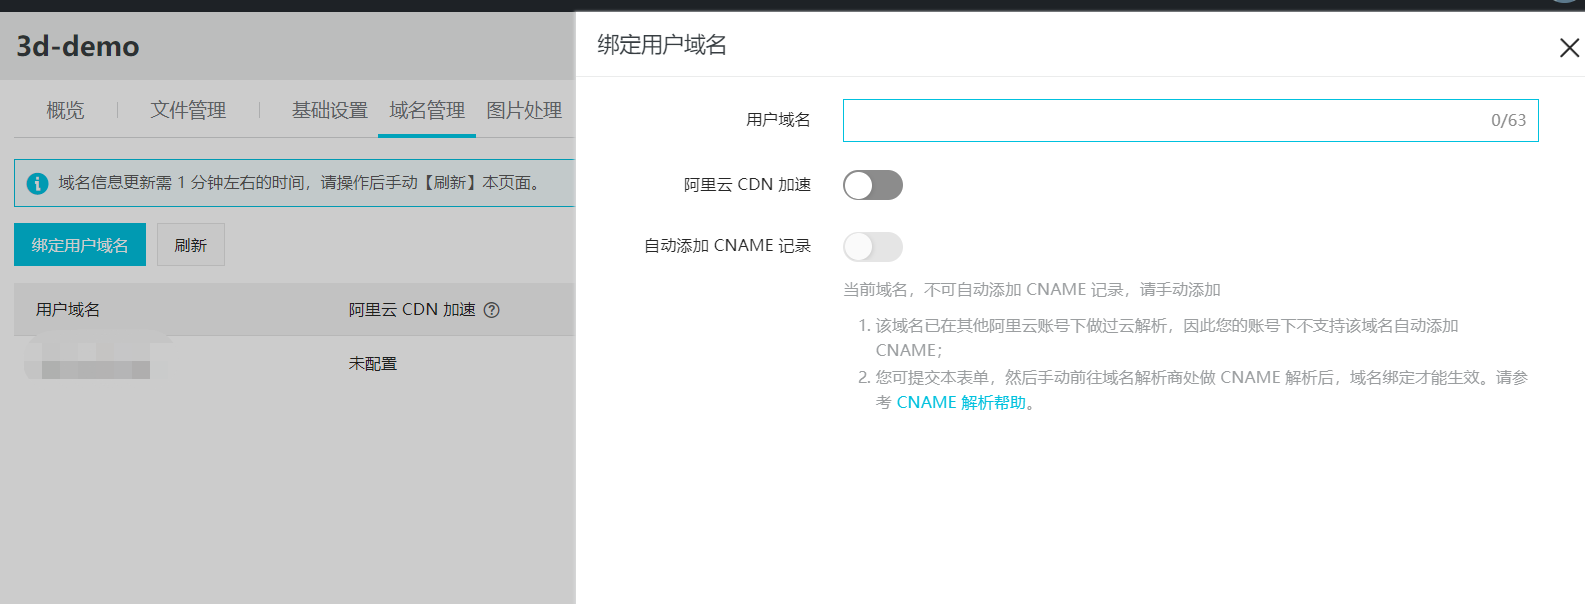 3d-demo
概览
文件管理
基础设置
域名管理
图片处理
域名信息更新需 1 分钟左右的时间，请操作后手动【刷新】本页面。
绑定用户域名
刷新
用户域名
阿里云 CDN 加速
未配置
绑定用户域名
用户域名
0/63
阿里云 CDN 加速
自动添加 CNAME 记录
当前域名，不可自动添加 CNAME 记录，请手动添加
1. 该域名已在其他阿里云账号下做过云解析，因此您的账号下不支持该域名自动添加
CNAME；
2. 您可提交本表单，然后手动前往域名解析商处做 CNAME 解析后，域名绑定才能生效。请参
考 CNAME 解析帮助。